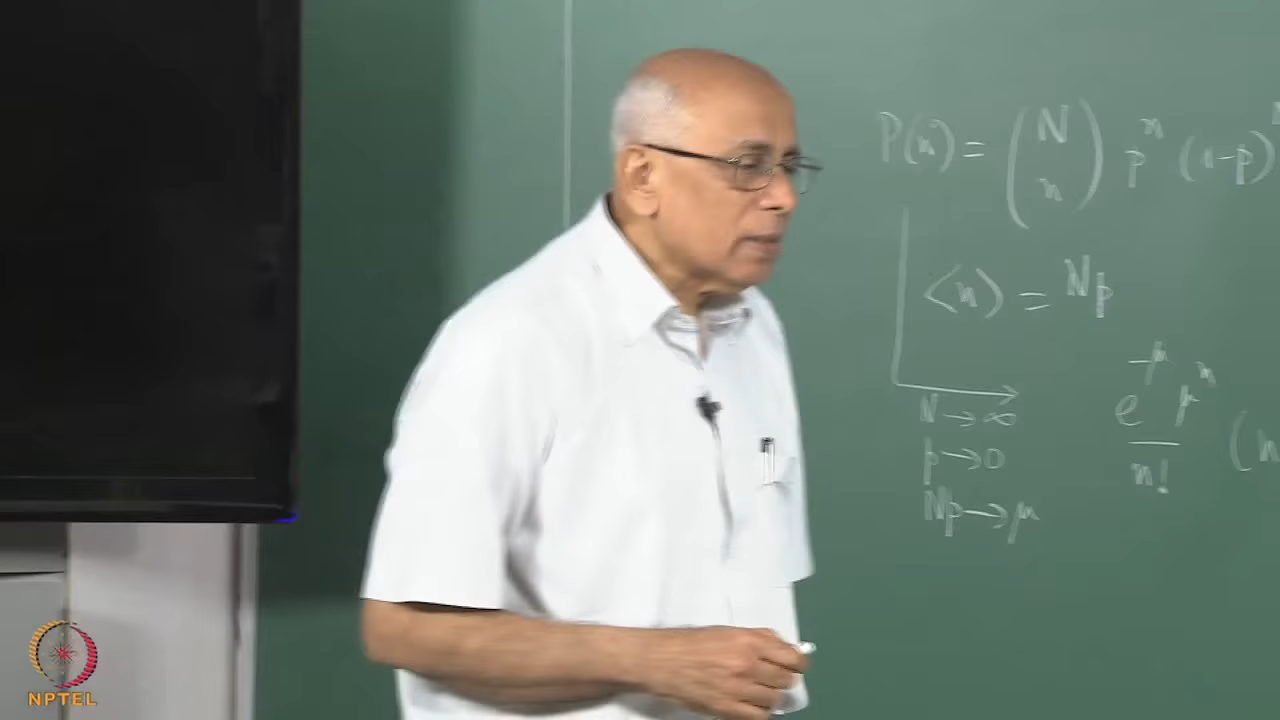 P(n) = (N n) p^n (1-p)^N
⟨n⟩ = Np
N → ∞
p → 0
Np → μ
e^-μ μ^n / n! (n
NPTEL